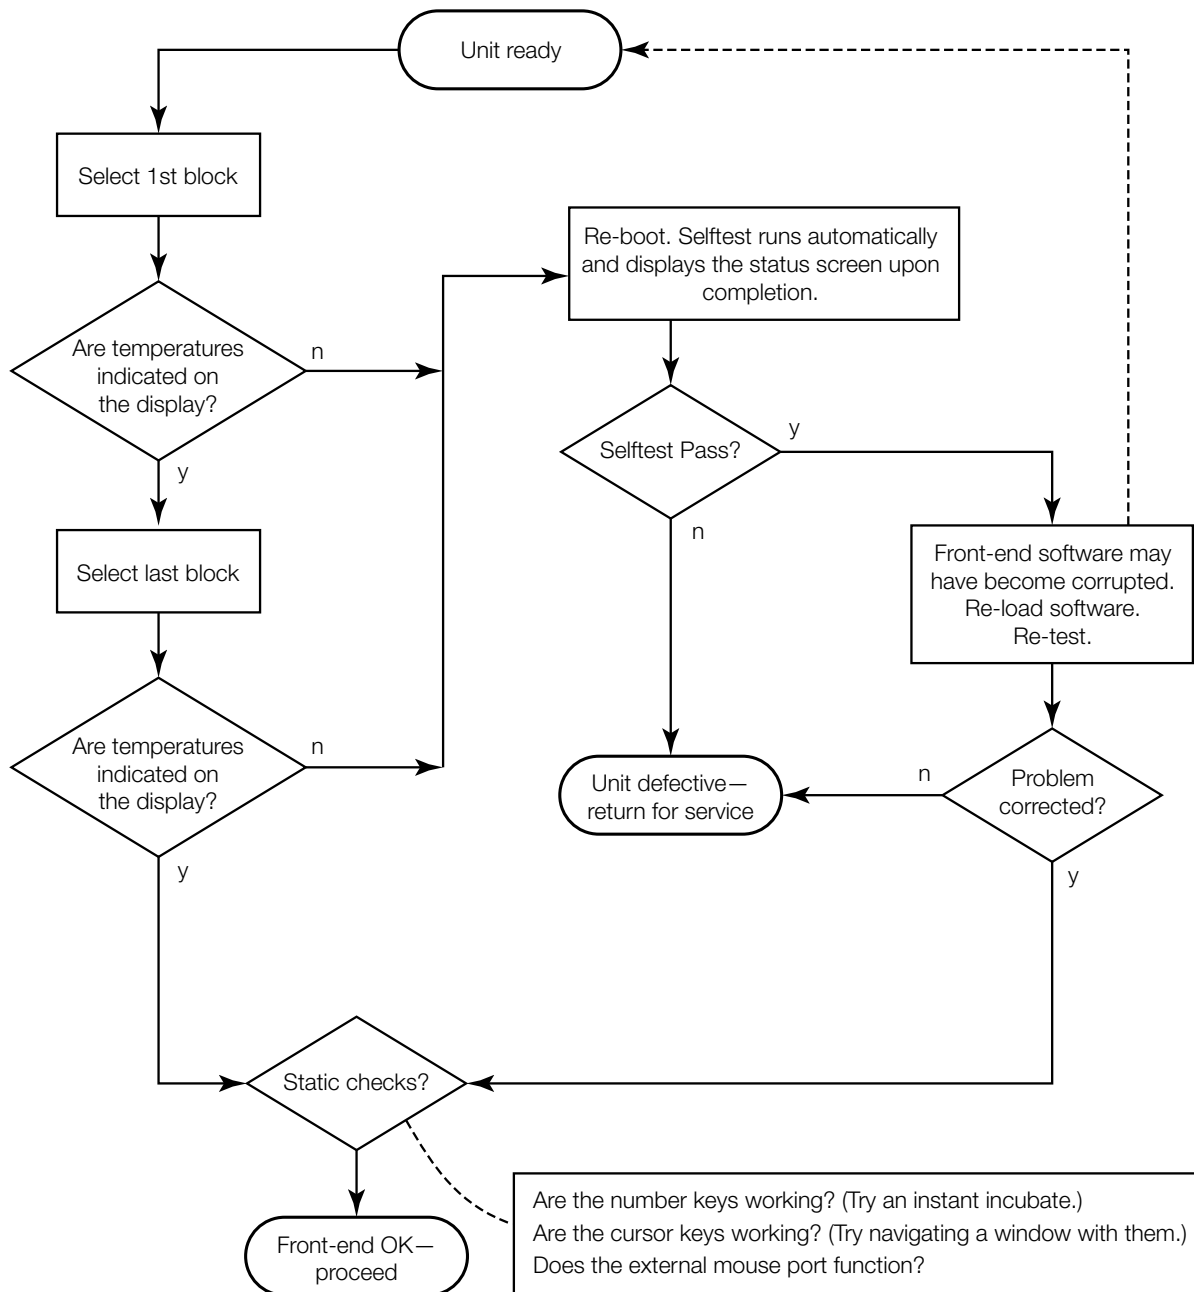 Unit ready
Select 1st block
Are temperatures
indicated on
the display?
n
y
Select last block
Are temperatures
indicated on
the display?
n
y
Re-boot. Selftest runs automatically
and displays the status screen upon
completion.
Selftest Pass?
y
n
Front-end software may
have become corrupted.
Re-load software.
Re-test.
Problem
corrected?
n
y
Unit defective—
return for service
Static checks?
Front-end OK—
proceed
Are the number keys working? (Try an instant incubate.)
Are the cursor keys working? (Try navigating a window with them.)
Does the external mouse port function?